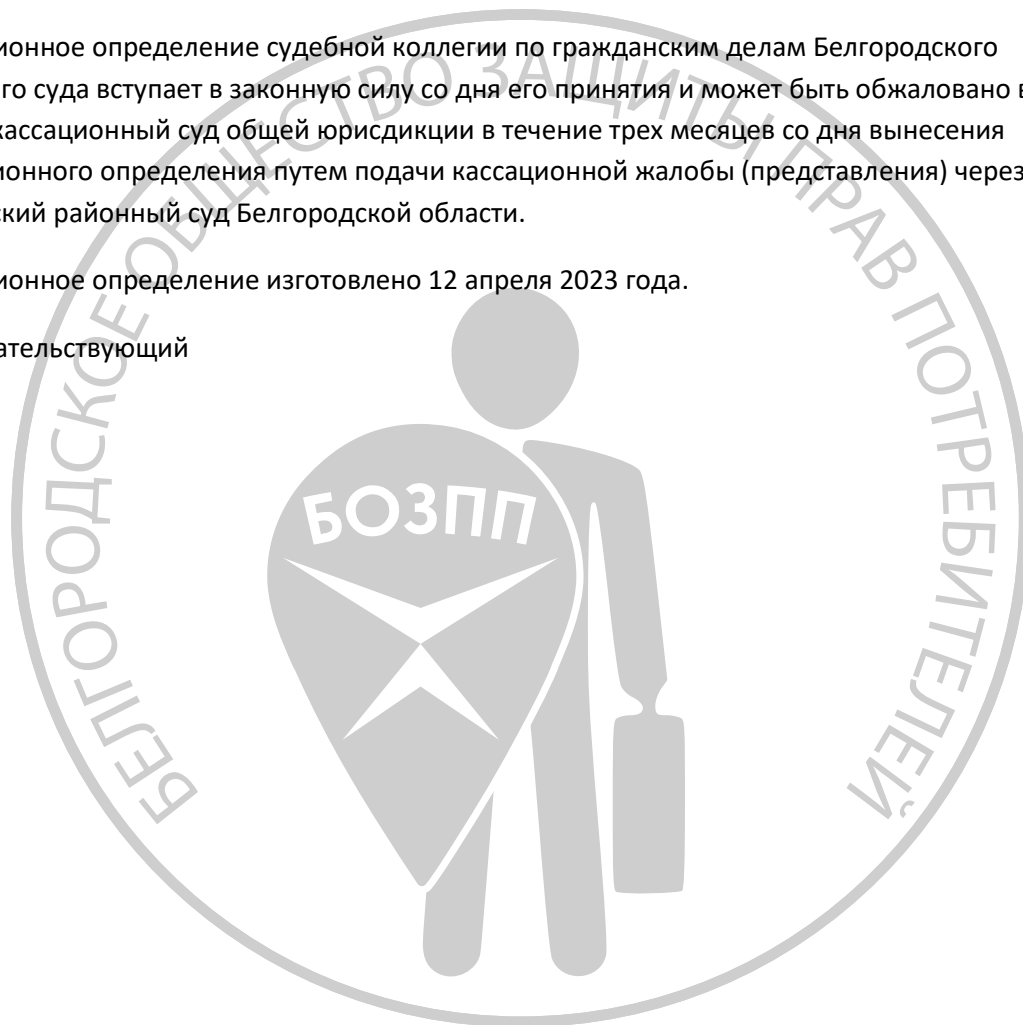 ионное определение судебной коллегии по гражданским делам Белгородского
го суда вступает в законную силу со дня его принятия и может быть обжаловано в
кассационный суд общей юрисдикции в течение трех месяцев со дня вынесения
ионного определения путем подачи кассационной жалобы (представления) через
ский районный суд Белгородской области.
ионное определение изготовлено 12 апреля 2023 года.
ательствующий
БЕЛГОРОДСКОЕ ОБЩЕСТВО ЗАЩИТЫ ПРАВ ПОТРЕБИТЕЛЕЙ
БОЗПП